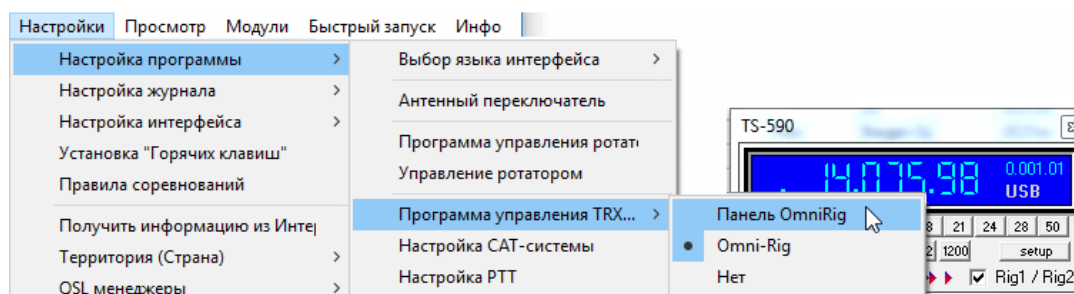 Настройки Просмотр Модули Быстрый запуск Инфо
Настройка программы
Настройка журнала
Настройка интерфейса
Установка "Горячих клавиш"
Правила соревнований
Получить информацию из Интер
Территория (Страна)
QSL менеджеры
Выбор языка интерфейса
Антенный переключатель
Программа управления ротато
Управление ротатором
Программа управления TRX...
Настройка CAT-системы
Настройка PTT
Панель OmniRig
Omni-Rig
Нет
TS-590
14.075.98 0.001.01
USB
8 21 24 28 50
2 1200 setup
Rig1 / Rig2